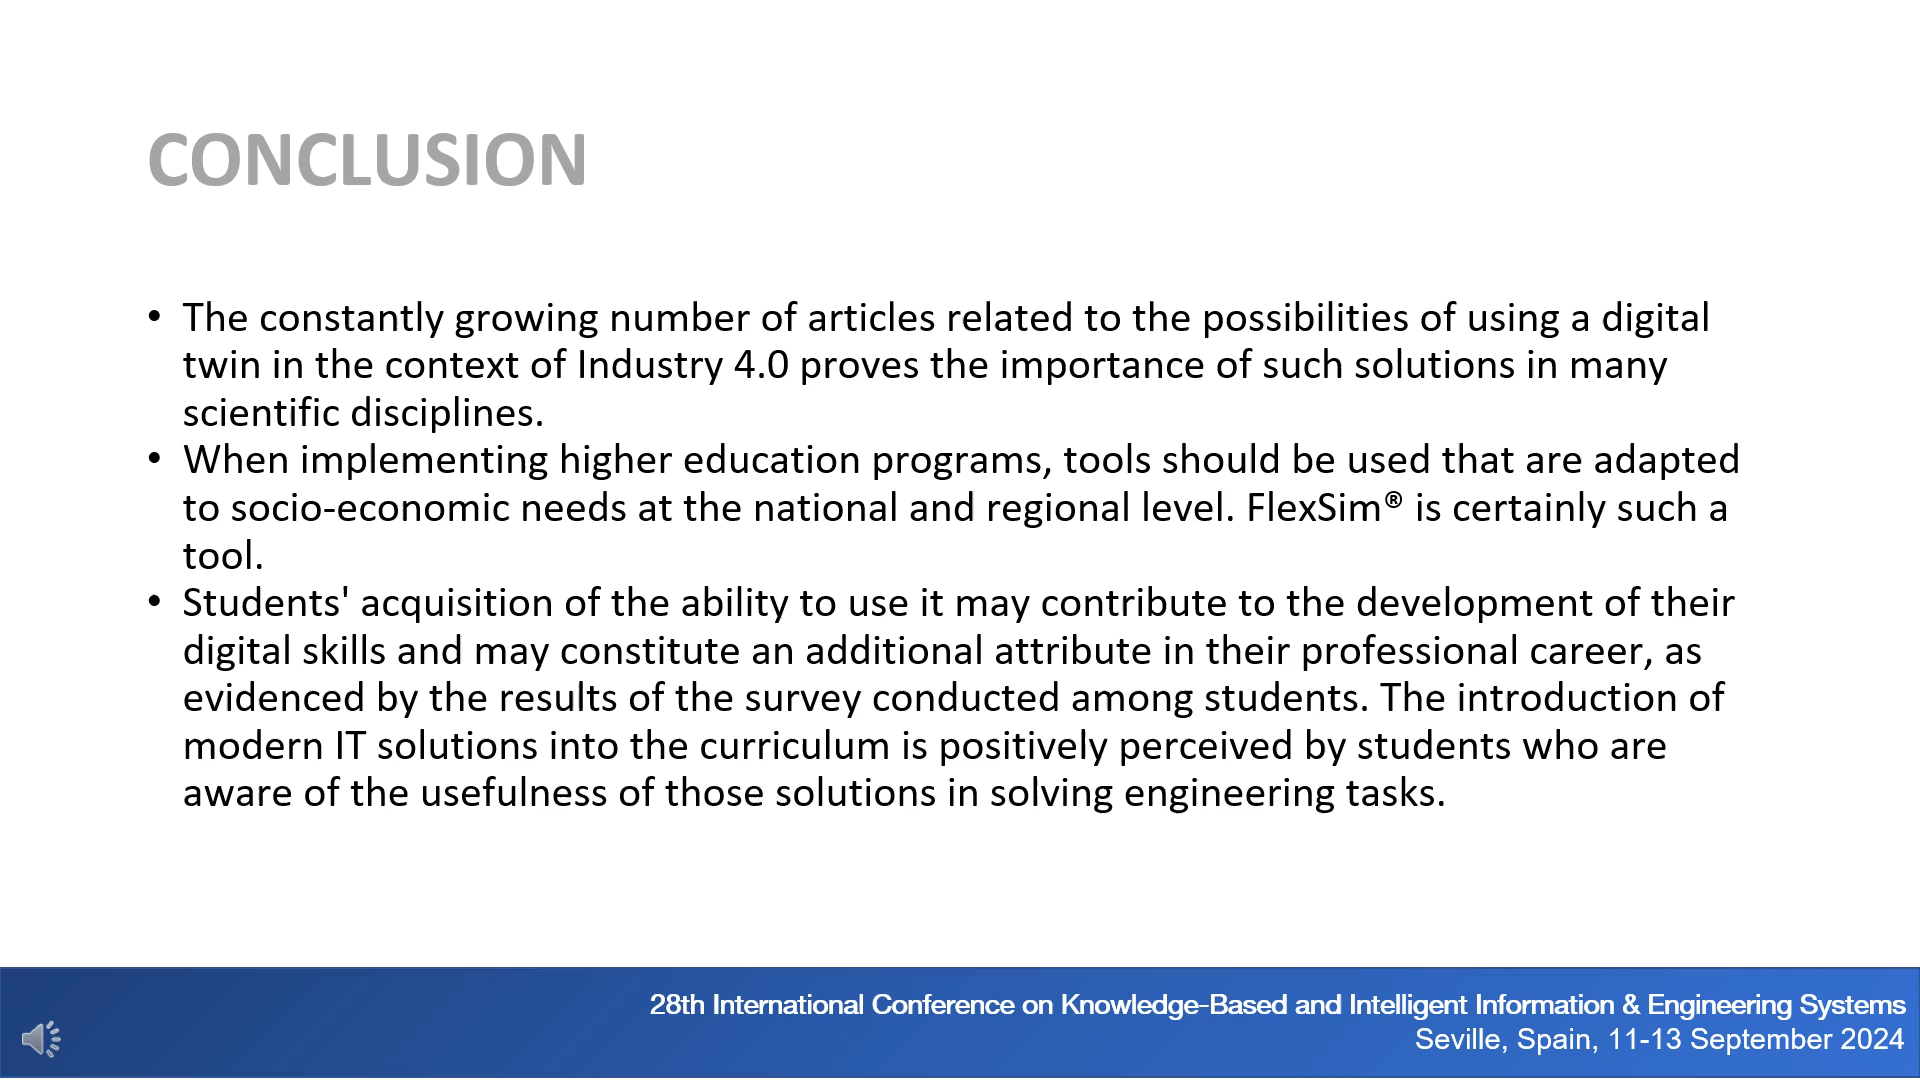 CONCLUSION
• The constantly growing number of articles related to the possibilities of using a digital
twin in the context of Industry 4.0 proves the importance of such solutions in many
scientific disciplines.
• When implementing higher education programs, tools should be used that are adapted
to socio-economic needs at the national and regional level. FlexSim® is certainly such a
tool.
• Students' acquisition of the ability to use it may contribute to the development of their
digital skills and may constitute an additional attribute in their professional career, as
evidenced by the results of the survey conducted among students. The introduction of
modern IT solutions into the curriculum is positively perceived by students who are
aware of the usefulness of those solutions in solving engineering tasks.
28th International Conference on Knowledge-Based and Intelligent Information & Engineering Systems
Seville, Spain, 11-13 September 2024